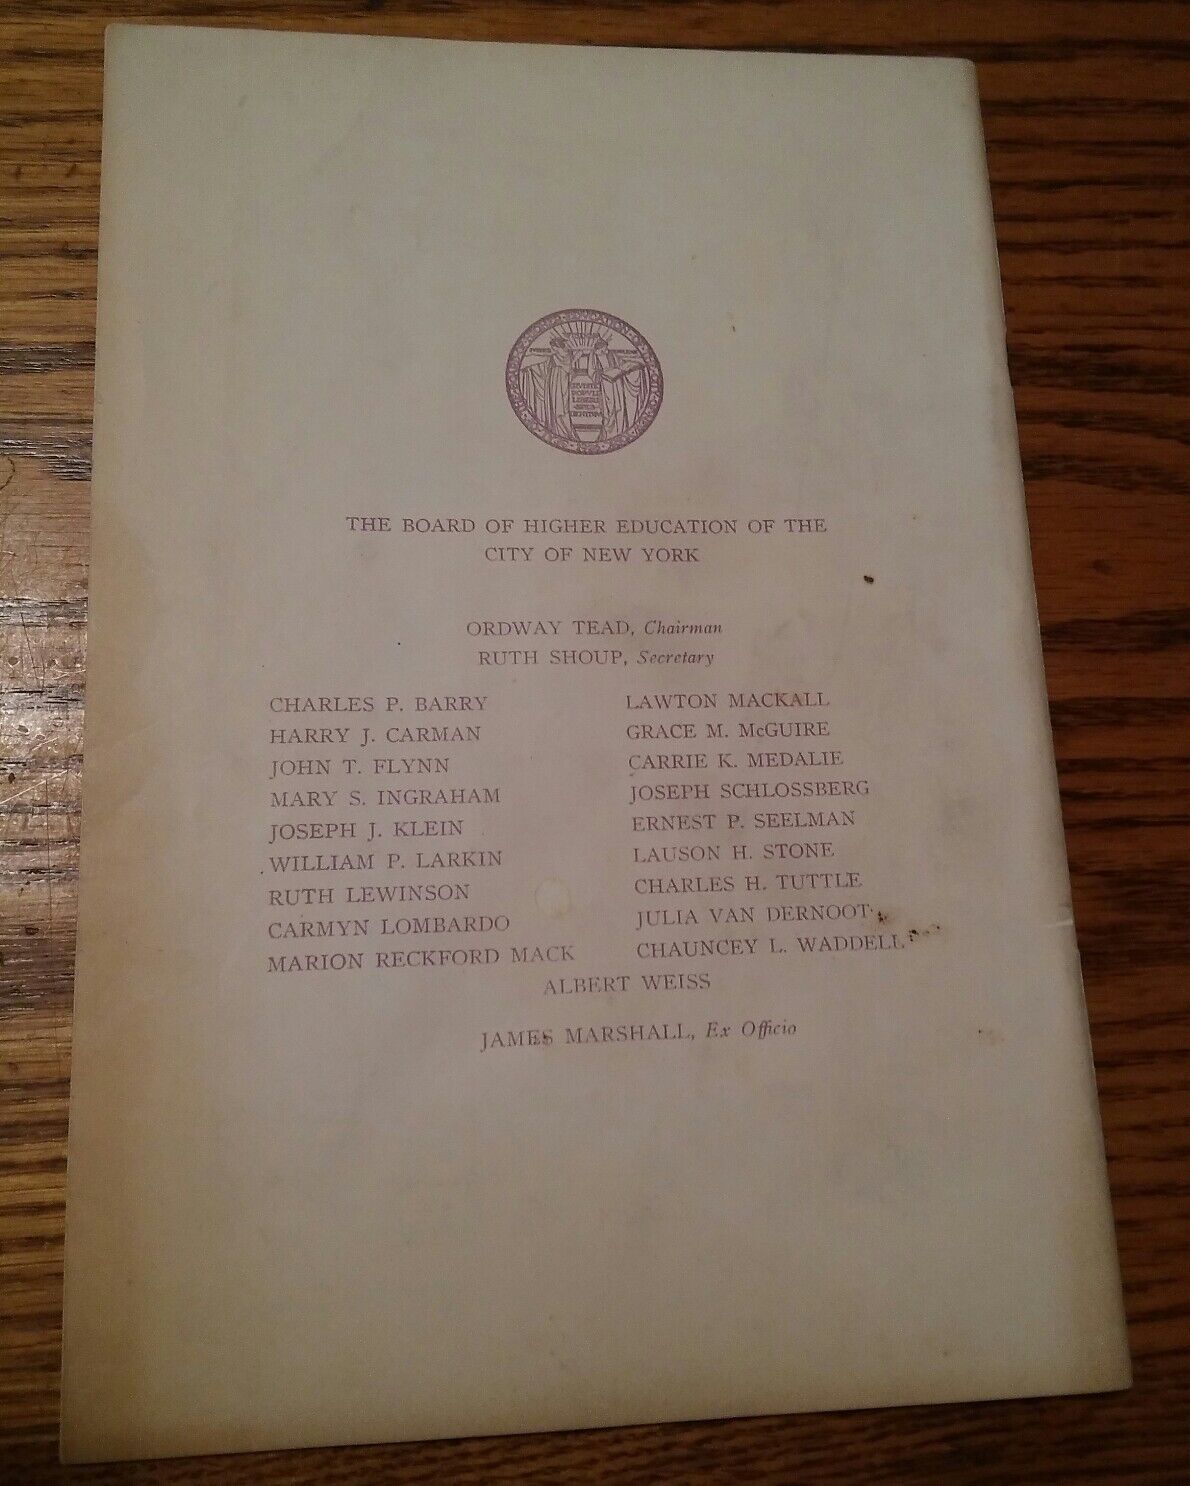 THE BOARD OF HIGHER EDUCATION OF THE
CITY OF NEW YORK
ORDWAY TEAD, Chairman
RUTH SHOUP, Secretary
CHARLES P. BARRY
HARRY J. CARMAN
JOHN T. FLYNN
MARY S. INGRAHAM
JOSEPH J. KLEIN
WILLIAM P. LARKIN
RUTH LEWINSON
CARMYN LOMBARDO
MARION RECKFORD MACK
LAWTON MACKALL
GRACE M. McGUIRE
CARRIE K. MEDALIE
JOSEPH SCHLOSSBERG
ERNEST P. SEELMAN
LAUSON H. STONE
CHARLES H. TUTTLE
JULIA VAN DERNOOT
CHAUNCEY L. WADDELL
ALBERT WEISS
JAMES MARSHALL, Ex Officio